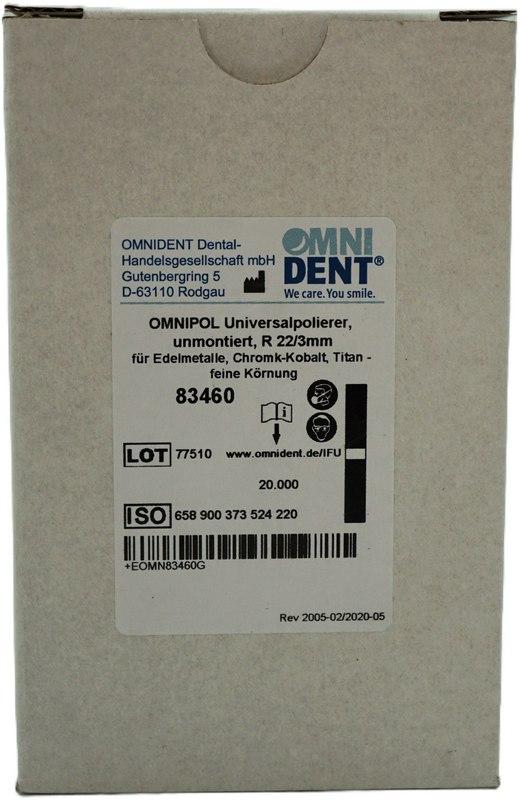 OMNIDENT Dental-
Handelsgesellschaft mbH
Gutenbergring 5
D-63110 Rodgau
OMNI
DENT®
We care. You smile.
OMNIPOL Universalpolierer,
unmontiert, R 22/3mm
für Edelmetalle, Chromk-Kobalt, Titan -
feine Körnung
83460
i
LOT 77510 www.omnident.de/IFU
20.000
ISO 658 900 373 524 220
+EOMN83460G
Rev 2005-02/2020-05